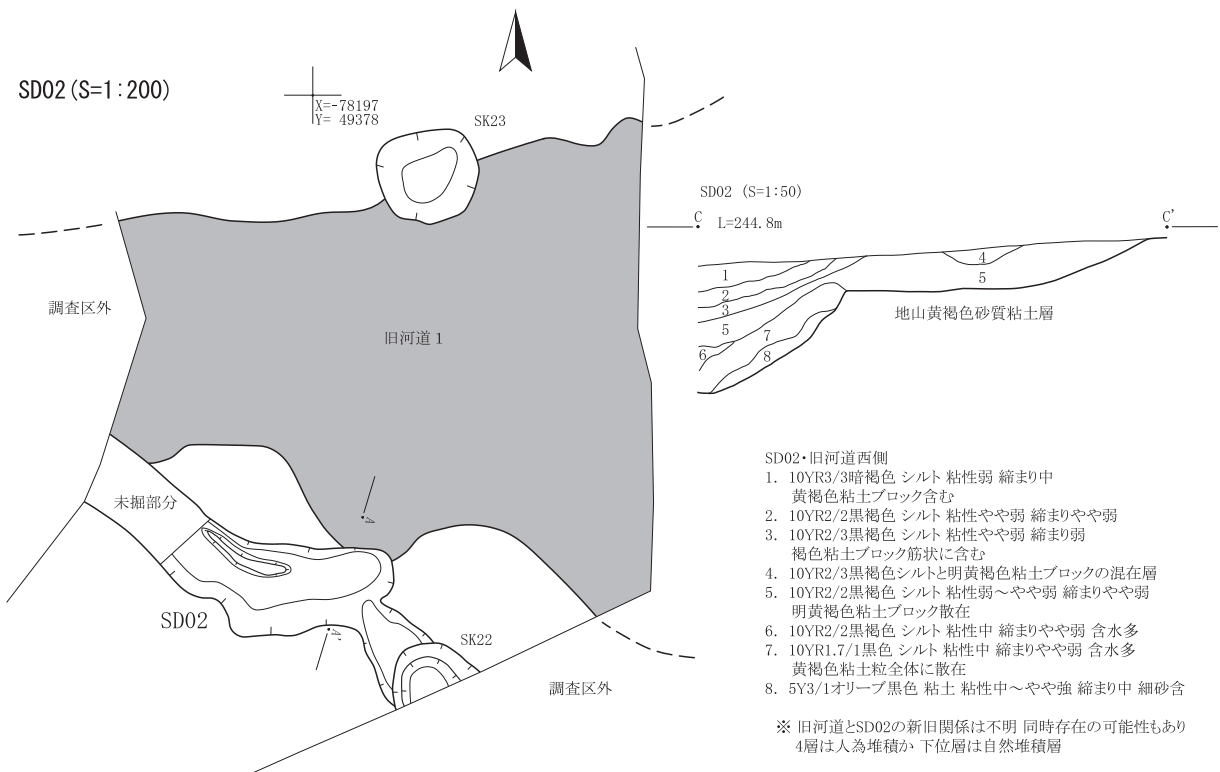 SD02(S=1:200)
X=-78197
Y= 49378
SK23
SD02 (S=1:50)
C
L=244.8m
C'
1
2
3
4
5
5
6
7
8
地山黄褐色砂質粘土層
調査区外
旧河道1
未掘部分
A
SD02
A'
SK22
調査区外
SD02・旧河道西側
1. 10YR3/3暗褐色 シルト 粘性弱 締まり中
黄褐色粘土ブロック含む
2. 10YR2/2黒褐色 シルト 粘性やや弱 締まりやや弱
3. 10YR2/3黒褐色 シルト 粘性やや弱 締まり弱
褐色粘土ブロック筋状に含む
4. 10YR2/3黒褐色シルトと明黄褐色粘土ブロックの混在層
5. 10YR2/2黒褐色 シルト 粘性弱～やや弱 締まりやや弱
明黄褐色粘土ブロック散在
6. 10YR2/2黒褐色 シルト 粘性中 締まりやや弱 含水多
7. 10YR1.7/1黒色 シルト 粘性中 締まりやや弱 含水多
黄褐色粘土粒全体に散在
8. 5Y3/1オリーブ黒色 粘土 粘性中～やや強 締まり中 細砂含
※ 旧河道とSD02の新旧関係は不明 同時存在の可能性もあり
4層は人為堆積か 下位層は自然堆積層